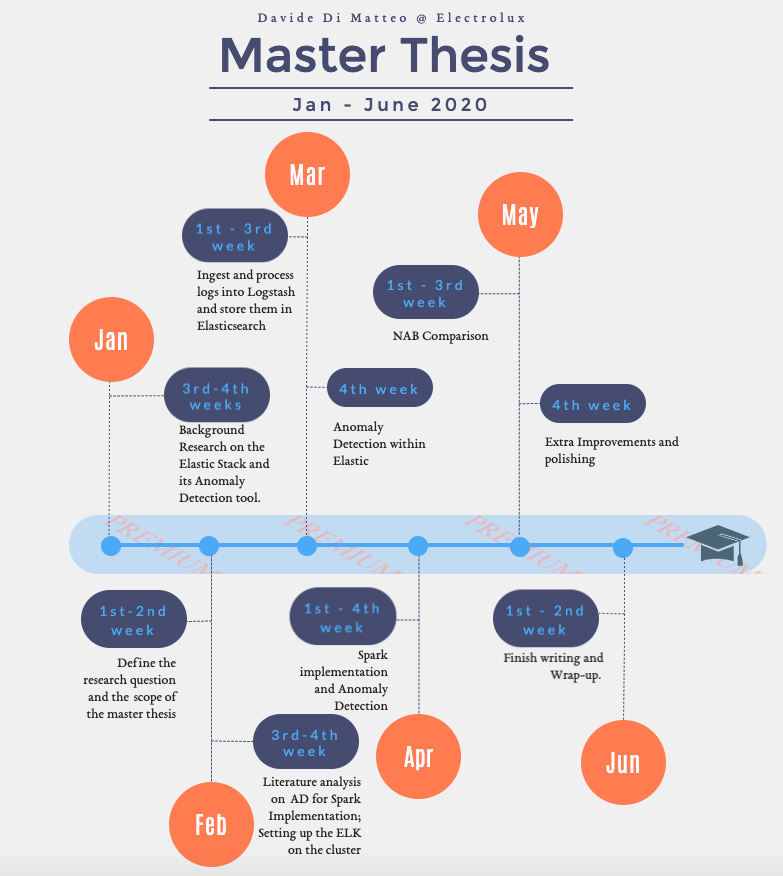 Davide Di Matteo @ Electrolux
Master Thesis
Jan - June 2020
Jan
3rd-4th
weeks
Background
Research on the
Elastic Stack and
its Anomaly
Detection tool.
1st-2nd
week
Define the
research question
and the scope of
the master thesis
3rd-4th
week
Literature analysis
on AD for Spark
Implementation;
Setting up the ELK
on the cluster
Feb
Mar
1st - 3rd
week
Ingest and process
logs into Logstash
and store them in
Elasticsearch
4th week
Anomaly
Detection within
Elastic
1st - 4th
week
Spark
implementation
and Anomaly
Detection
Apr
May
1st - 3rd
week
NAB Comparison
4th week
Extra Improvements and
polishing
1st - 2nd
week
Finish writing and
Wrap-up.
Jun
PREMIUM
PREMIUM
PREMIUM
PREMIUM